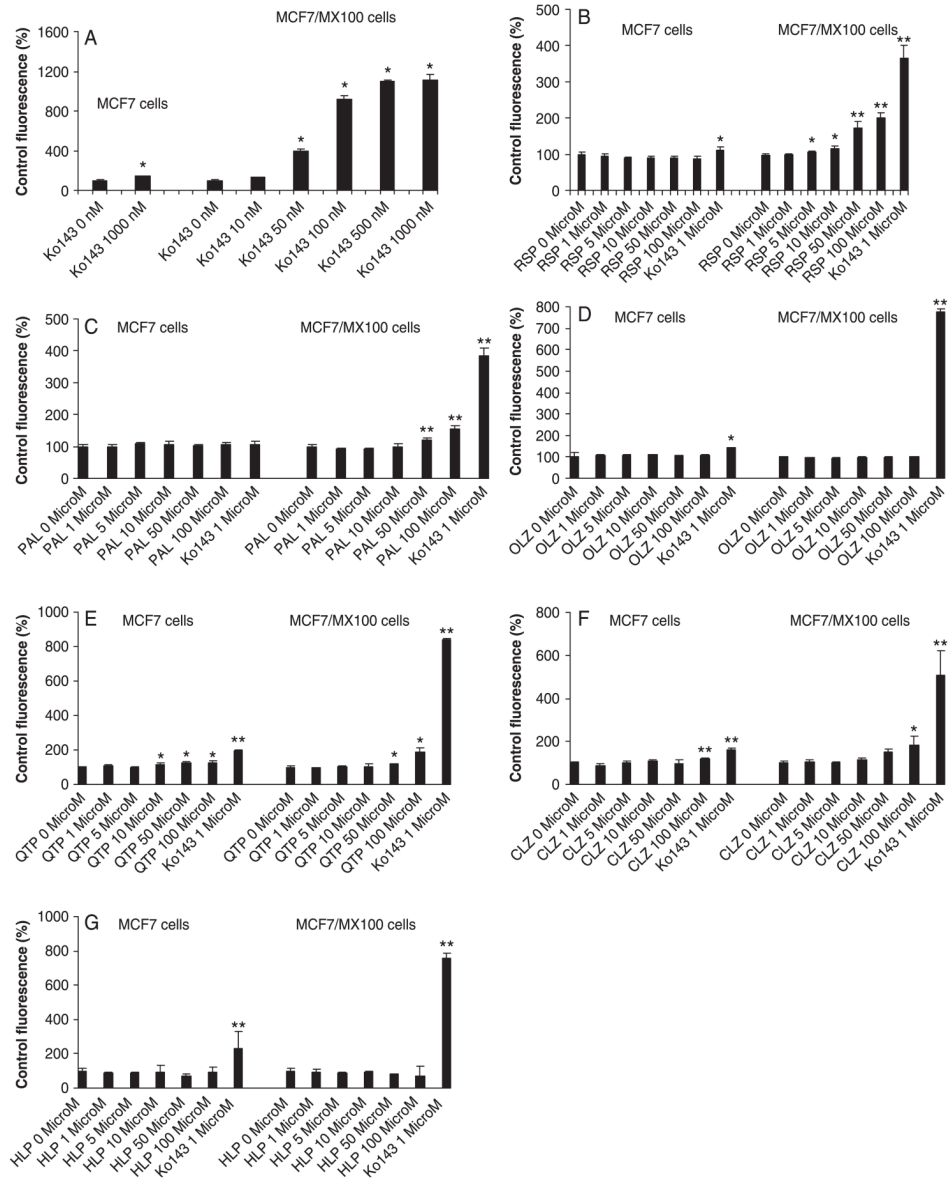 MCF7/MX100 cells
A
Control fluorescence (%)
1600
1200
800
400
0
MCF7 cells
*
*
*
*
*
Ko143 0 nM
Ko143 1000 nM
Ko143 0 nM
Ko143 10 nM
Ko143 50 nM
Ko143 100 nM
Ko143 500 nM
Ko143 1000 nM
B
MCF7 cells
MCF7/MX100 cells
Control fluorescence (%)
500
400
300
200
100
0
*
*
*
**
**
**
RSP 0 MicroM
RSP 1 MicroM
RSP 5 MicroM
RSP 10 MicroM
RSP 50 MicroM
RSP 100 MicroM
Ko143 1 MicroM
RSP 0 MicroM
RSP 1 MicroM
RSP 5 MicroM
RSP 10 MicroM
RSP 50 MicroM
RSP 100 MicroM
Ko143 1 MicroM
C
MCF7 cells
MCF7/MX100 cells
Control fluorescence (%)
500
400
300
200
100
0
**
**
**
PAL 0 MicroM
PAL 1 MicroM
PAL 5 MicroM
PAL 10 MicroM
PAL 50 MicroM
PAL 100 MicroM
Ko143 1 MicroM
PAL 0 MicroM
PAL 1 MicroM
PAL 5 MicroM
PAL 10 MicroM
PAL 50 MicroM
PAL 100 MicroM
Ko143 1 MicroM
D
MCF7 cells
MCF7/MX100 cells
Control fluorescence (%)
800
700
600
800
400
300
200
100
0
*
**
OLZ 0 MicroM
OLZ 1 MicroM
OLZ 5 MicroM
OLZ 10 MicroM
OLZ 50 MicroM
OLZ 100 MicroM
Ko143 1 MicroM
OLZ 0 MicroM
OLZ 1 MicroM
OLZ 5 MicroM
OLZ 10 MicroM
OLZ 50 MicroM
OLZ 100 MicroM
Ko143 1 MicroM
E
MCF7 cells
MCF7/MX100 cells
Control fluorescence (%)
1000
800
600
400
200
0
*
*
*
**
*
*
**
QTP 0 MicroM
QTP 1 MicroM
QTP 5 MicroM
QTP 10 MicroM
QTP 50 MicroM
QTP 100 MicroM
Ko143 1 MicroM
QTP 0 MicroM
QTP 1 MicroM
QTP 5 MicroM
QTP 10 MicroM
QTP 50 MicroM
QTP 100 MicroM
Ko143 1 MicroM
F
MCF7 cells
MCF7/MX100 cells
Control fluorescence (%)
800
600
400
200
0
**
**
*
**
CLZ 0 MicroM
CLZ 1 MicroM
CLZ 5 MicroM
CLZ 10 MicroM
CLZ 50 MicroM
CLZ 100 MicroM
Ko143 1 MicroM
CLZ 0 MicroM
CLZ 1 MicroM
CLZ 5 MicroM
CLZ 10 MicroM
CLZ 50 MicroM
CLZ 100 MicroM
Ko143 1 MicroM
G
MCF7 cells
MCF7/MX100 cells
Control fluorescence (%)
1000
800
600
400
200
0
**
**
HLP 0 MicroM
HLP 1 MicroM
HLP 5 MicroM
HLP 10 MicroM
HLP 50 MicroM
HLP 100 MicroM
Ko143 1 MicroM
HLP 0 MicroM
HLP 1 MicroM
HLP 5 MicroM
HLP 10 MicroM
HLP 50 MicroM
HLP 100 MicroM
Ko143 1 MicroM